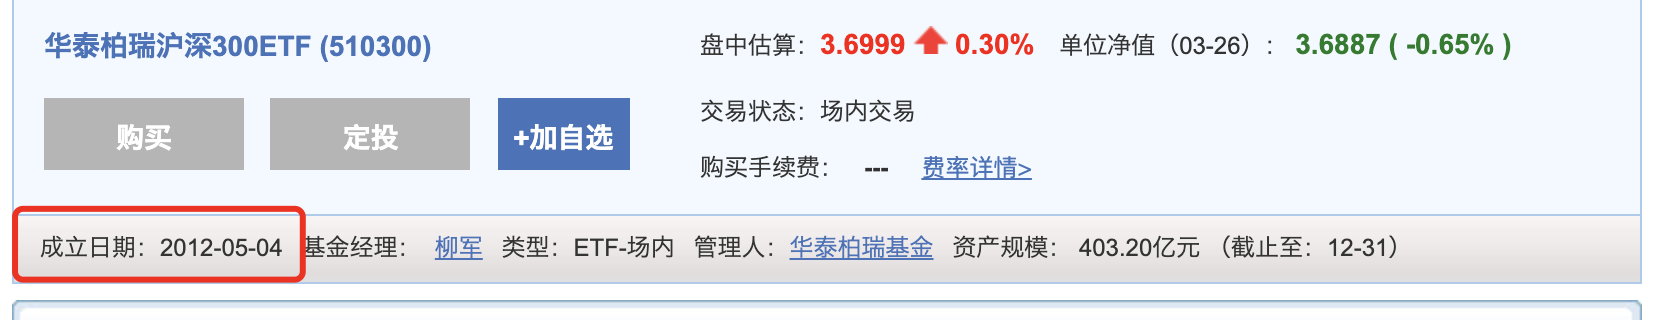 华泰柏瑞沪深300ETF (510300)
盘中估算： 3.6999 0.30% 单位净值（03-26）： 3.6887 ( -0.65% )
购买
定投
+加自选
交易状态： 场内交易
购买手续费： --- 费率详情>
成立日期：2012-05-04 基金经理： 柳军 类型：ETF-场内 管理人：华泰柏瑞基金 资产规模： 403.20亿元 （截止至：12-31）